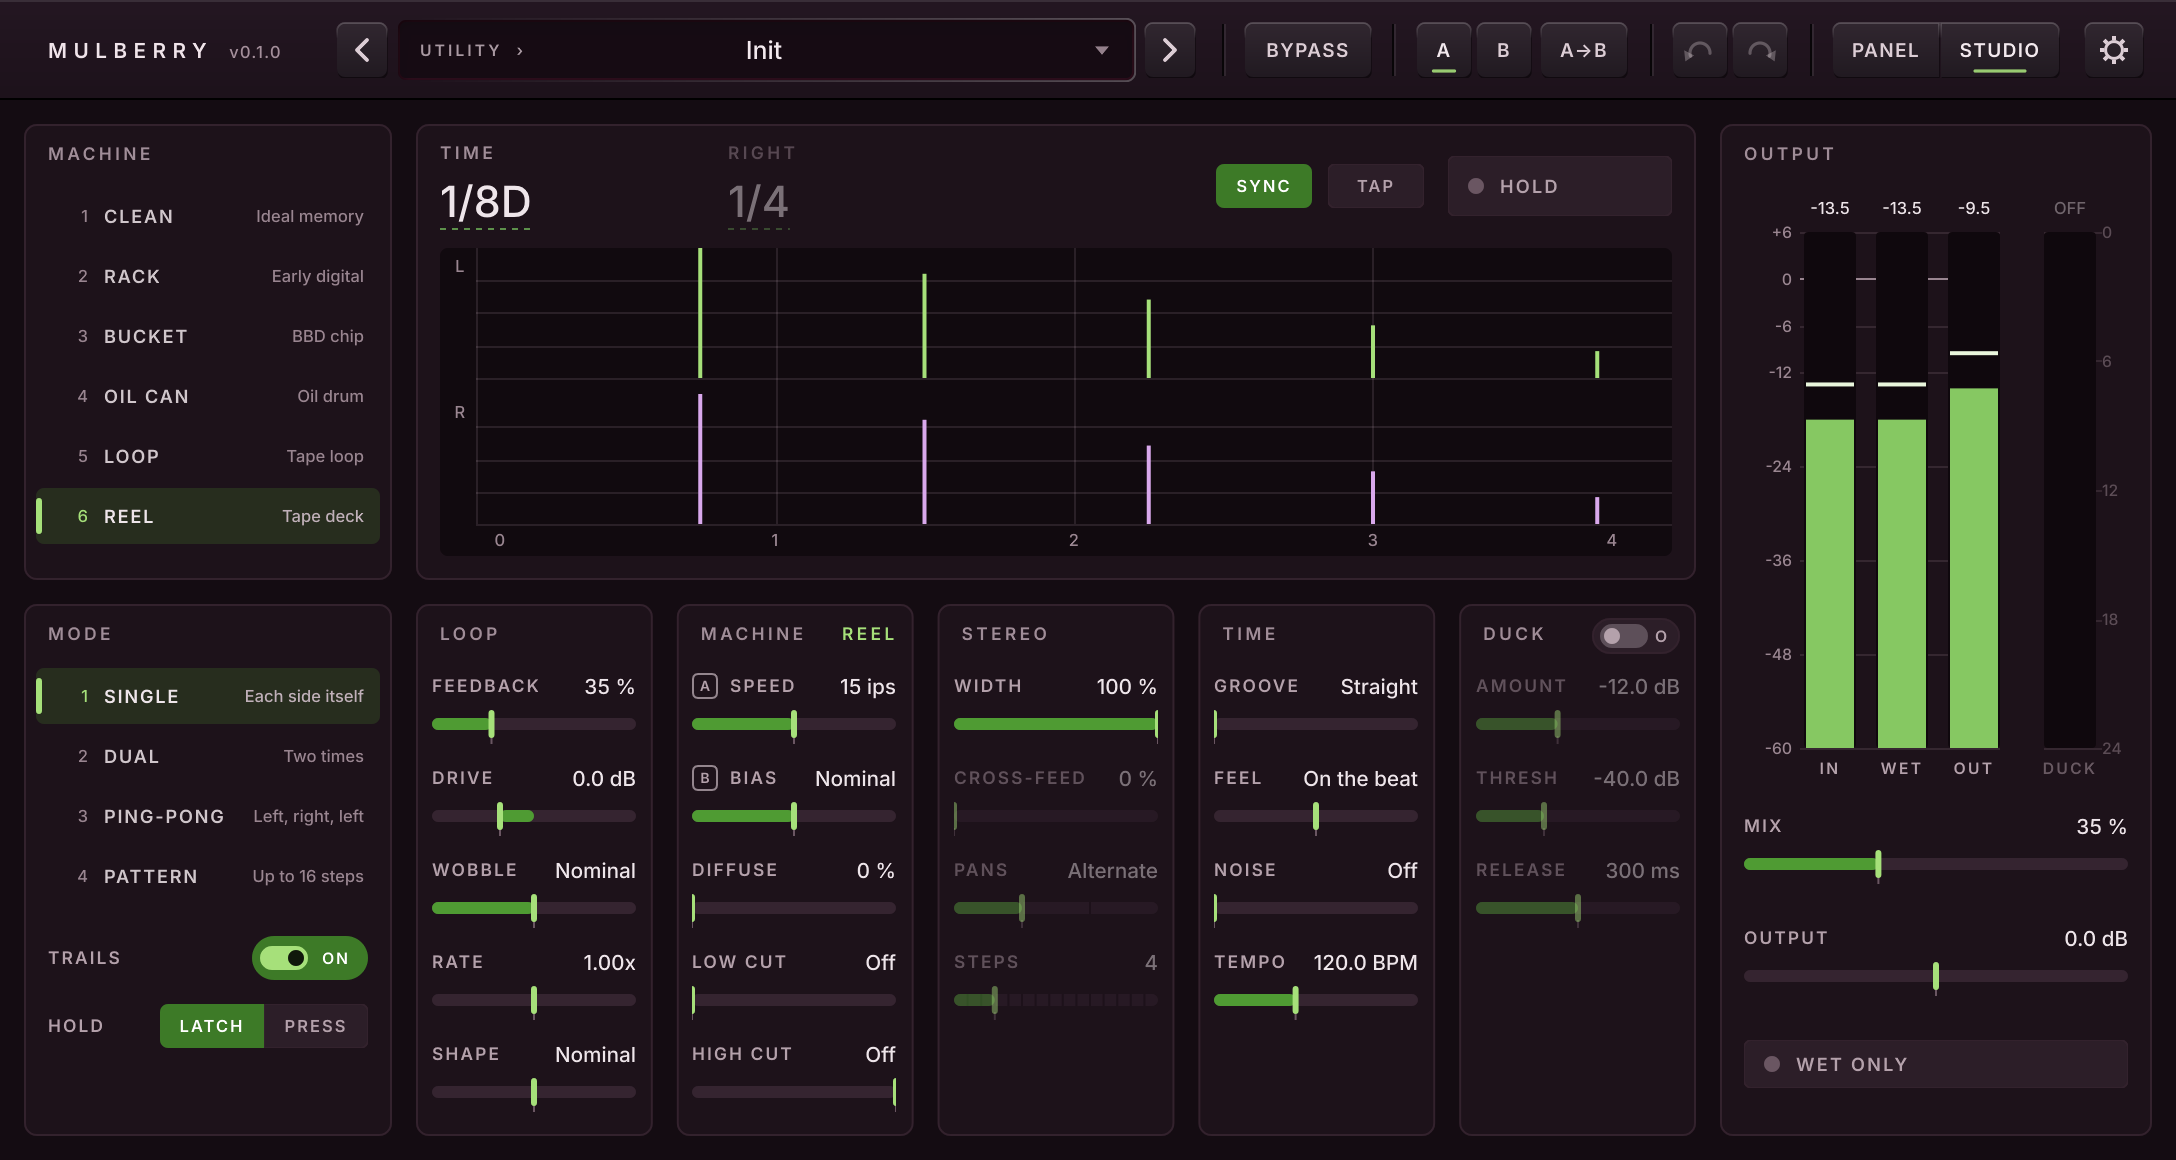 MULBERRY v0.1.0
UTILITY › Init
BYPASS
A B A→B
PANEL STUDIO
MACHINE
1 CLEAN Ideal memory
2 RACK Early digital
3 BUCKET BBD chip
4 OIL CAN Oil drum
5 LOOP Tape loop
6 REEL Tape deck
TIME RIGHT
1/8D 1/4
SYNC TAP HOLD
L
R
0 1 2 3 4
OUTPUT
-13.5 -13.5 -9.5 OFF
+6 0
0
-6
6
-12
-24
12
-36
18
-48
-60 24
IN WET OUT DUCK
MIX 35 %
OUTPUT 0.0 dB
WET ONLY
MODE
1 SINGLE Each side itself
2 DUAL Two times
3 PING-PONG Left, right, left
4 PATTERN Up to 16 steps
TRAILS ON
HOLD LATCH PRESS
LOOP
FEEDBACK 35 %
DRIVE 0.0 dB
WOBBLE Nominal
RATE 1.00x
SHAPE Nominal
MACHINE REEL
A SPEED 15 ips
B BIAS Nominal
DIFFUSE 0 %
LOW CUT Off
HIGH CUT Off
STEREO
WIDTH 100 %
CROSS-FEED 0 %
PANS Alternate
STEPS 4
TIME
GROOVE Straight
FEEL On the beat
NOISE Off
TEMPO 120.0 BPM
DUCK O
AMOUNT -12.0 dB
THRESH -40.0 dB
RELEASE 300 ms